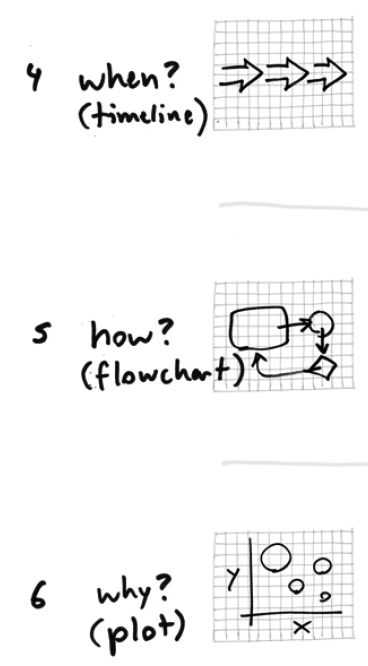 4 when?
(timeline)
5 how?
(flowchart)
6 why?
(plot)
Y
X